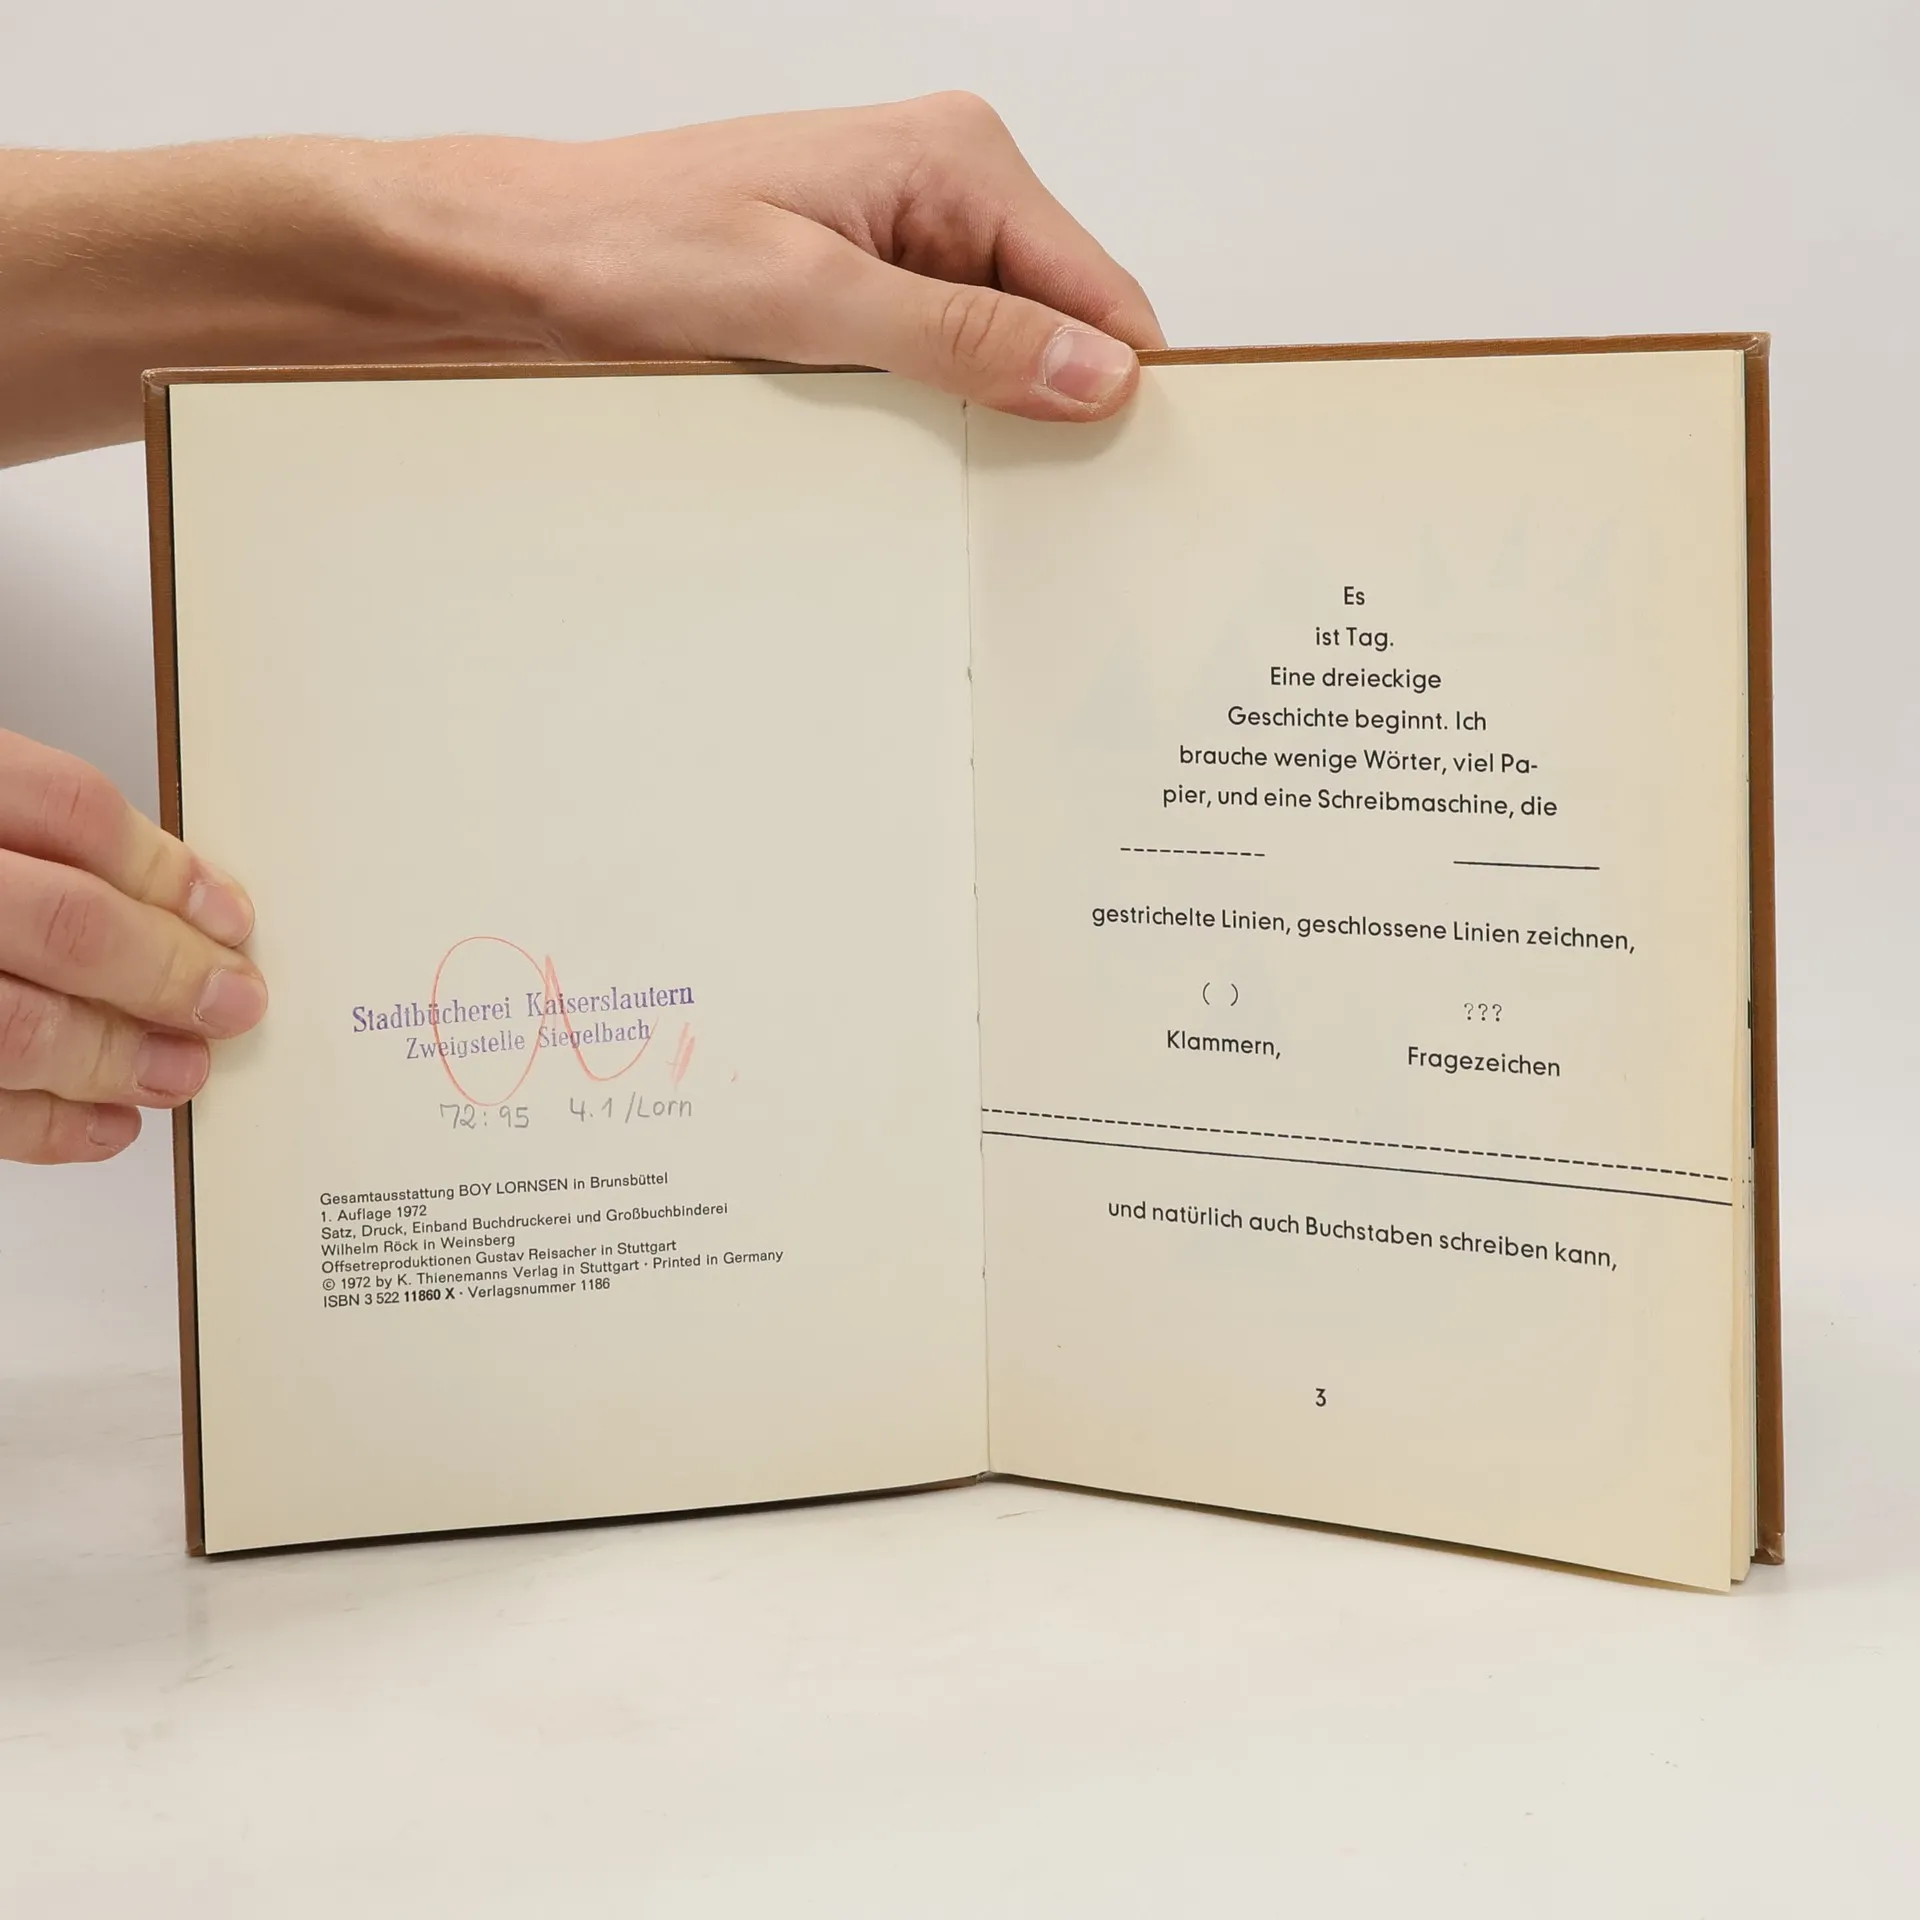 Stadtbücherei Kaiserslautern
Zweigstelle Siegelbach
72:95 4.1/Lorn
Gesamtausstattung BOY LORNSEN in Brunsbüttel
1. Auflage 1972
Satz, Druck, Einband Buchdruckerei und Großbuchbinderei
Wilhelm Röck in Weinsberg
Offsetreproduktionen Gustav Reisacher in Stuttgart
© 1972 by K. Thienemanns Verlag in Stuttgart · Printed in Germany
ISBN 3 522 11860 X · Verlagsnummer 1186
Es
ist Tag.
Eine dreieckige
Geschichte beginnt. Ich
brauche wenige Wörter, viel Pa-
pier, und eine Schreibmaschine, die
gestrichelte Linien, geschlossene Linien zeichnen,
( ) ???
Klammern, Fragezeichen
und natürlich auch Buchstaben schreiben kann,
3